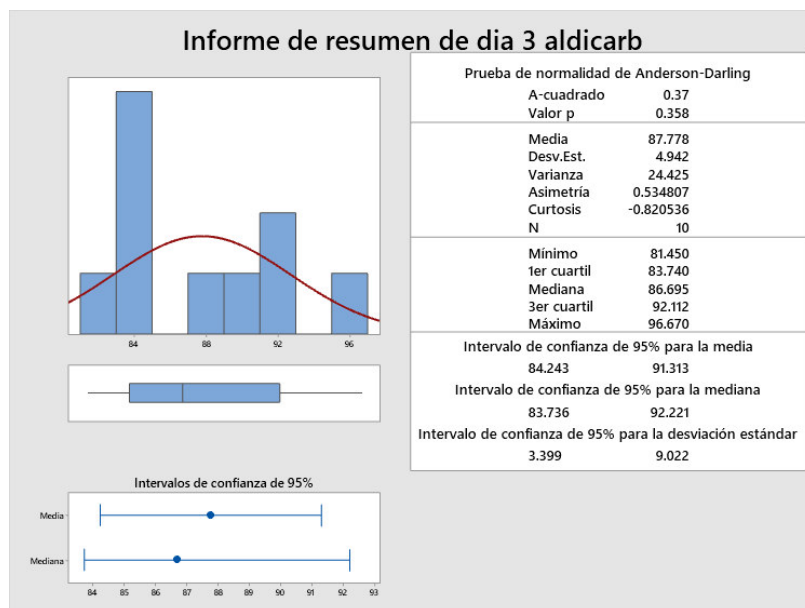 Informe de resumen de dia 3 aldicarb
84 88 92 96
Intervalos de confianza de 95%
Media
Mediana
84 85 86 87 88 89 90 91 92 93
Prueba de normalidad de Anderson-Darling
A-cuadrado 0.37
Valor p 0.358
Media 87.778
Desv.Est. 4.942
Varianza 24.425
Asimetría 0.534807
Curtosis -0.820536
N 10
Mínimo 81.450
1er cuartil 83.740
Mediana 86.695
3er cuartil 92.112
Máximo 96.670
Intervalo de confianza de 95% para la media
84.243 91.313
Intervalo de confianza de 95% para la mediana
83.736 92.221
Intervalo de confianza de 95% para la desviación estándar
3.399 9.022